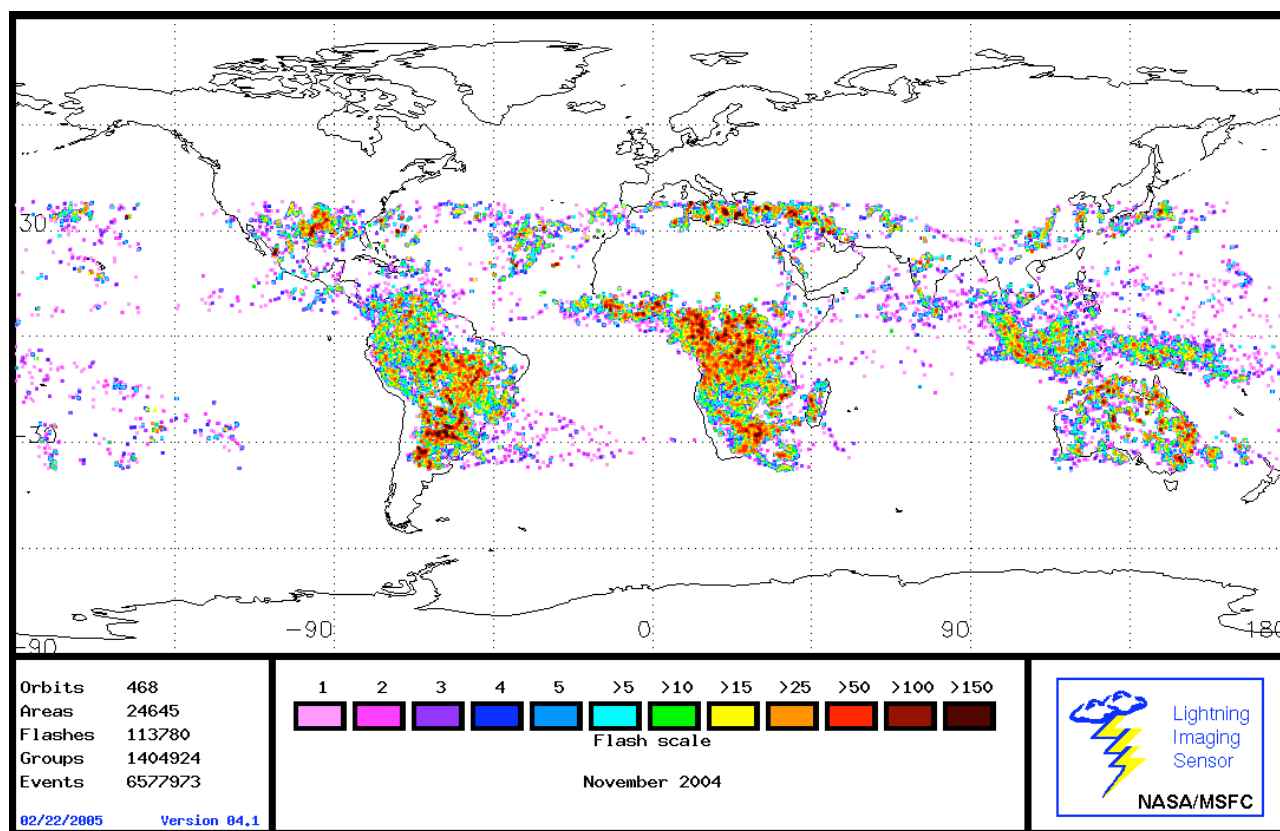 30
-30
-90 0 90 180
-90
Orbits 468
Areas 24645
Flashes 113780
Groups 1404924
Events 6577973
02/22/2005 Version 04.1
1 2 3 4 5 >5 >10 >15 >25 >50 >100 >150
Flash scale
November 2004
Lightning
Imaging
Sensor
NASA/MSFC